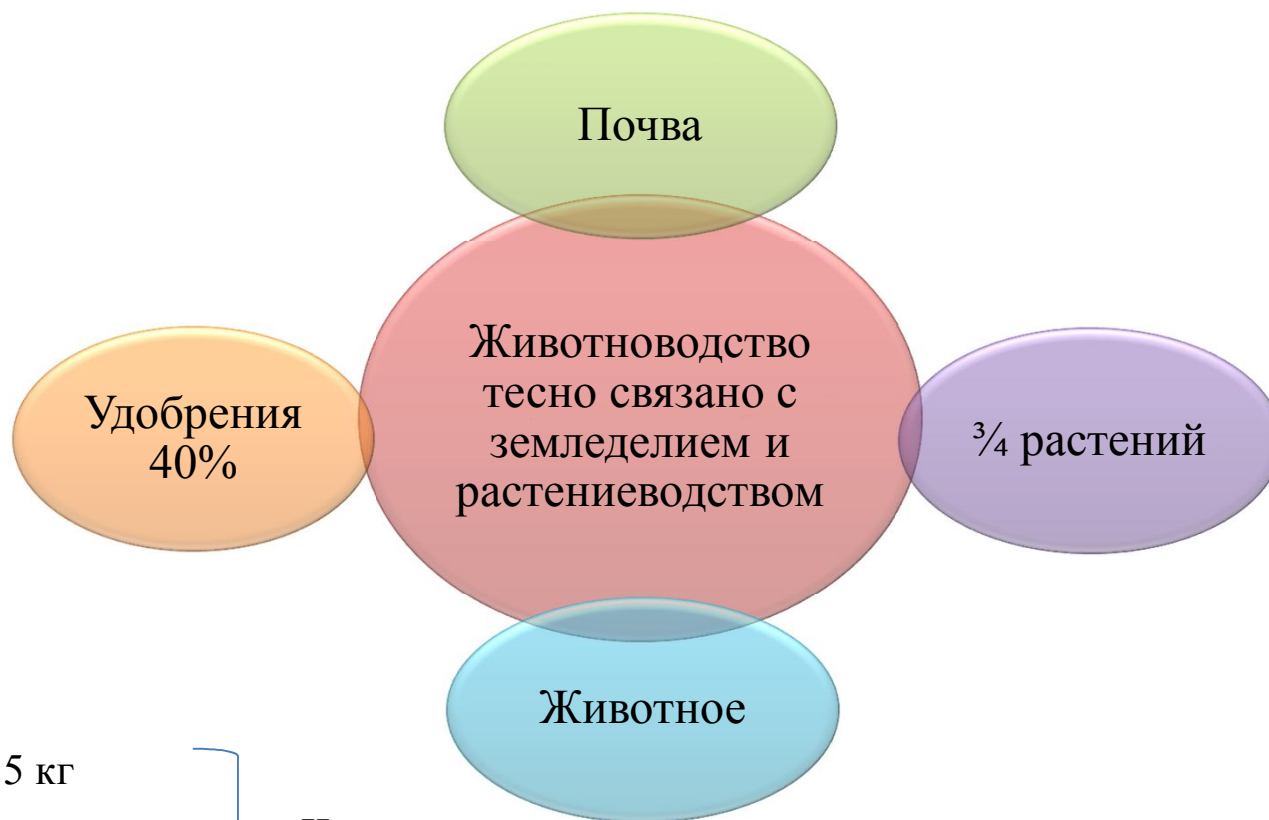 Почва
Животноводство
тесно связано с
земледелием и
растениеводством
Удобрения
40%
¾ растений
Животное
5 кг